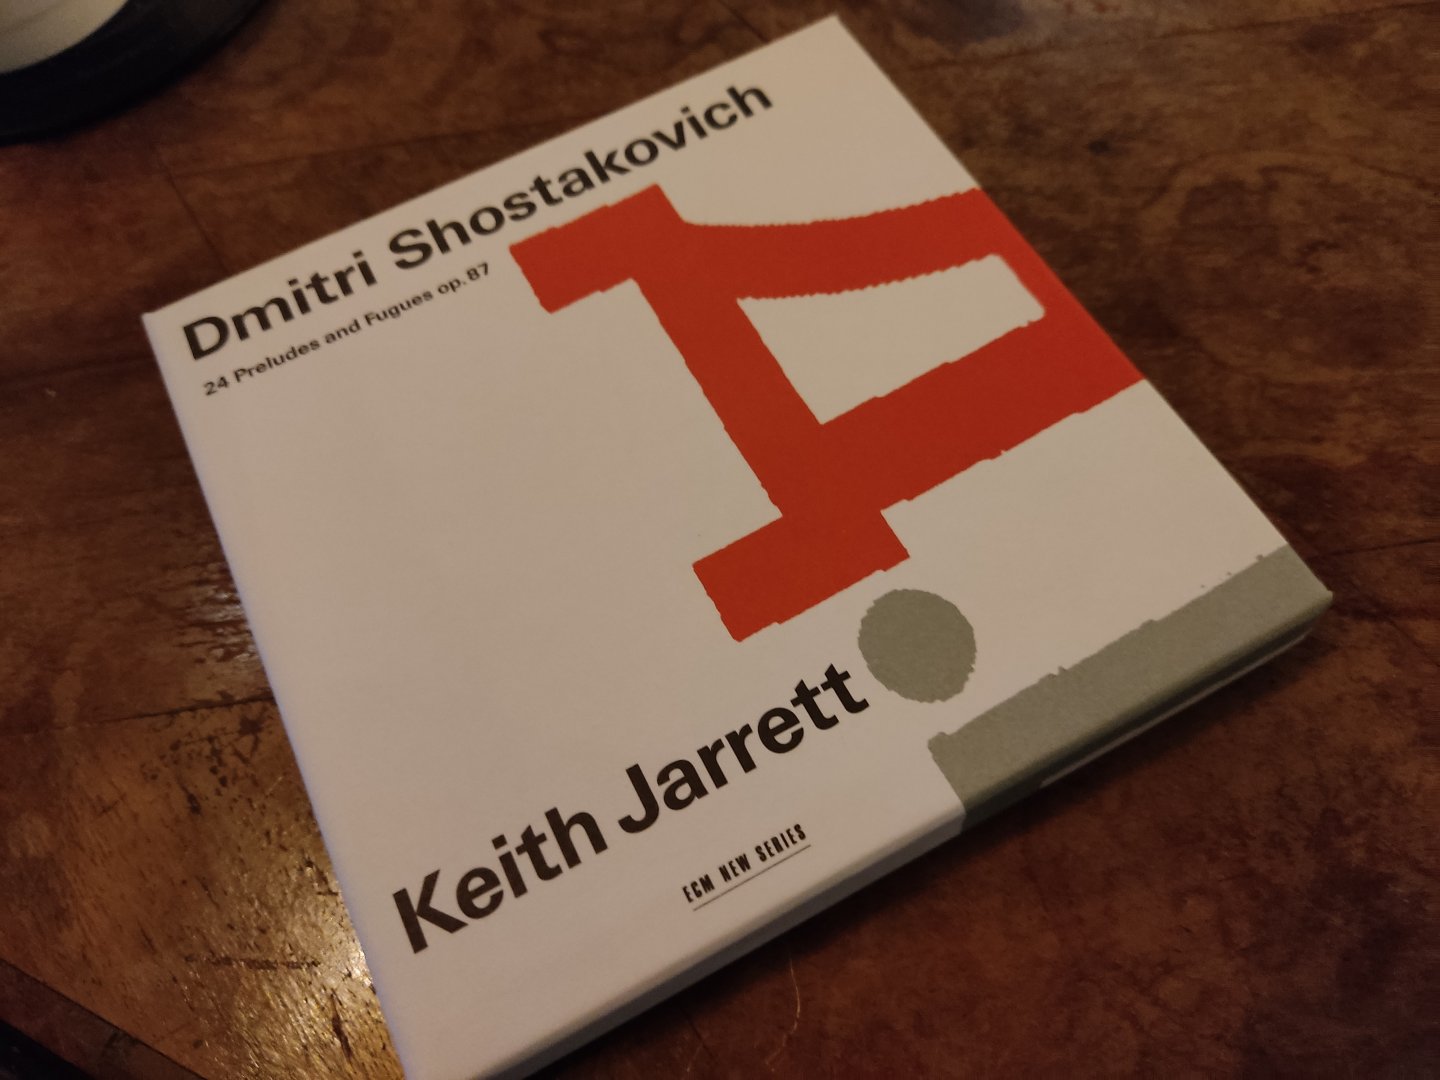 Dmitri Shostakovich
24 Preludes and Fugues op. 87
Keith Jarrett
ECM NEW SERIES